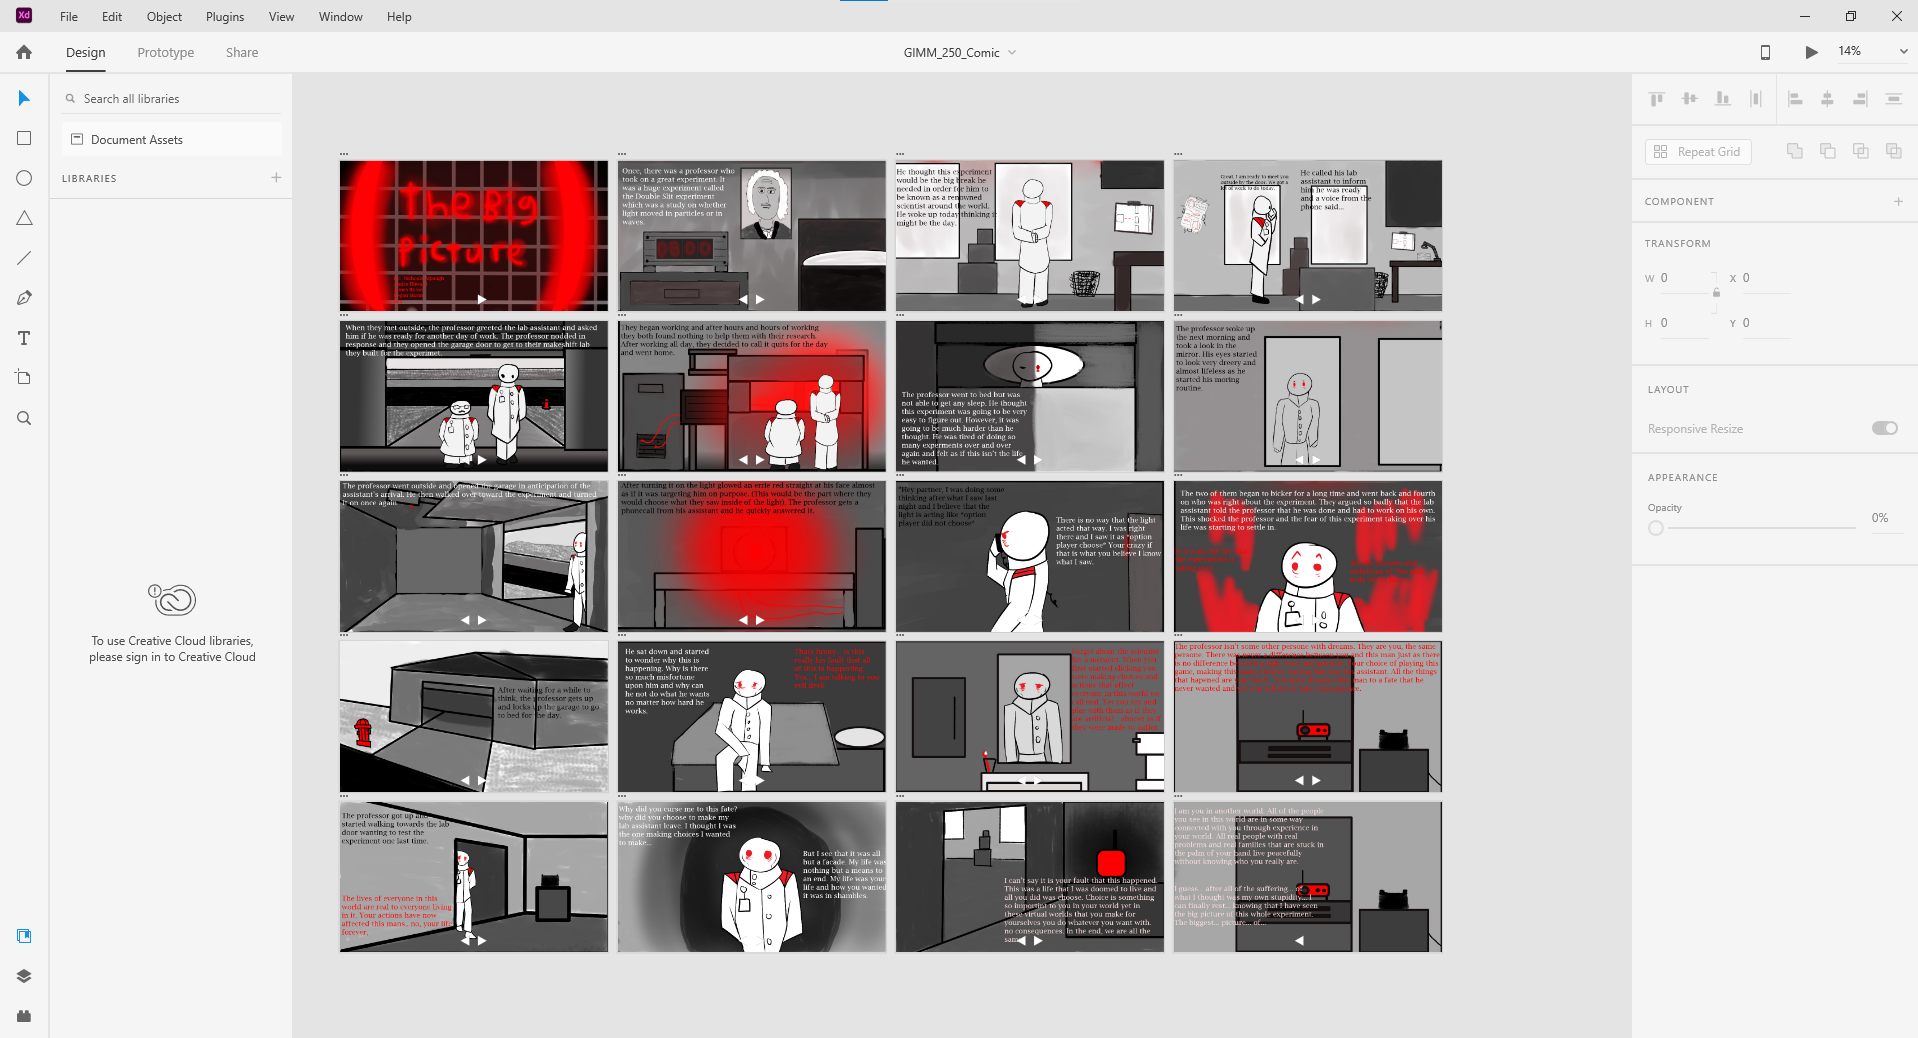 Xd File Edit Object Plugins View Window Help
Design Prototype Share
GIMM_250_Comic
14%
Search all libraries
Document Assets
LIBRARIES
To use Creative Cloud libraries,
please sign in to Creative Cloud
The Big
Picture
Once, there was a professor who
took on a great experiment. It
was a huge experiment called
the Double Slit experiment
which was a study on whether
light moved in particles or in
waves.
He thought this experiment
would be the big break he
needed in order for him to
be known as a renowned
scientist around the world.
He woke up today thinking it
might be the day.
Great, I am ready to meet you
outside by the door. We got a
lot of work to do today.
He called his lab
assistant to inform
him he was ready
and a voice from the
phone said...
When they met outside, the professor greeted the lab assistant and asked
him if he was ready for another day of work. The professor nodded in
response and they opened the garage door to get to their makeshift lab
they built for the experimet.
They began working and after hours and hours of working
they both found nothing to help them with their research.
After working all day, they decided to call it quits for the day
and went home.
The professor went to bed but was
not able to get any sleep. He thought
this experiment was going to be very
easy to figure out. However, it was
going to be much harder than he
thought. He was tired of doing so
many experments over and over
again and felt as if this isn't the life
he wanted.
The professor woke up
the next morning and
took a look in the
mirror. His eyes started
to look very dreery and
almost lifeless as he
started his moring
routine.
The professor went outside and opened the garage in anticipation of the
assistant's arrival. He then walked over toward the experiment and turned
it on once again.
After turning it on the light glowed an errie red straight at his face almost
as if it was targeting him on purpose. (This would be the part where they
would choose what they saw inside of the light). The professor gets a
phonecall from his assistant and he quickly answered it.
"Hey partner, I was doing some
thinking after what I saw last
night and I believe that the
light is acting like "option
player did not choose"
There is no way that the light
acted that way. I was right
there and I saw it as "option
player choose" Your crazy if
that is what you believe I know
what I saw.
The two of them began to bicker for a long time and went back and fourth
on who was right about the experiment. They argued so badly that the lab
assistant told the professor that he was done and had to work on his own.
This shocked the professor and the fear of this experiment taking over his
life was starting to settle in.
After waiting for a while to
think, the professor gets up
and locks up the garage to go
to bed for the day.
He sat down and started
to wonder why this is
happening. Why is there
so much misfortune
upon him and why can
he not do what he wants
no matter how hard he
works.
The professor isn't some other persone with dreams. They are you, the same
persone. There was never a difference between you and this man just as there
is no difference be
our choice of playing this
game, making this
assistant. All the things
that hapened are
man to a fate that he
never wanted and
The professor got up and
started walking towards the lab
door wanting to test the
experiment one last time.
The lives of everyone in this
world are real to everyone living
in it. Your actions have now
affected this mans.. no, your life
forever.
Why did you curse me to this fate?
why did you choose to make my
lab assistant leave. I thought I was
the one making choices I wanted
to make...
But I see that it was all
but a facade. My life was
nothing but a means to
an end. My life was your
life and how you wanted
it was in shambles.
I can't say it is your fault that this happened.
This was a life that I was doomed to live and
all you did was choose. Choice is something
so important to you in your world yet in
these virtual worlds that you make for
yourselves you do whatever you want with
no consequences. In the end, we are all the
same
I am you in another world. All of the people
you see in this world are in some way
connected with you through experience in
your world. All real people with real
problems and real families that are stuck in
the palm of your hand live peacefully
without knowing who you really are.
I guess... after all of the suffering... of
what I thought was my own stupidity... I
can finally rest... knowing that I have seen
the big picture of this whole experiment.
The biggest... picture... of...
Repeat Grid
COMPONENT
TRANSFORM
W 0 X 0
H 0 Y 0
LAYOUT
Responsive Resize
APPEARANCE
Opacity
0%